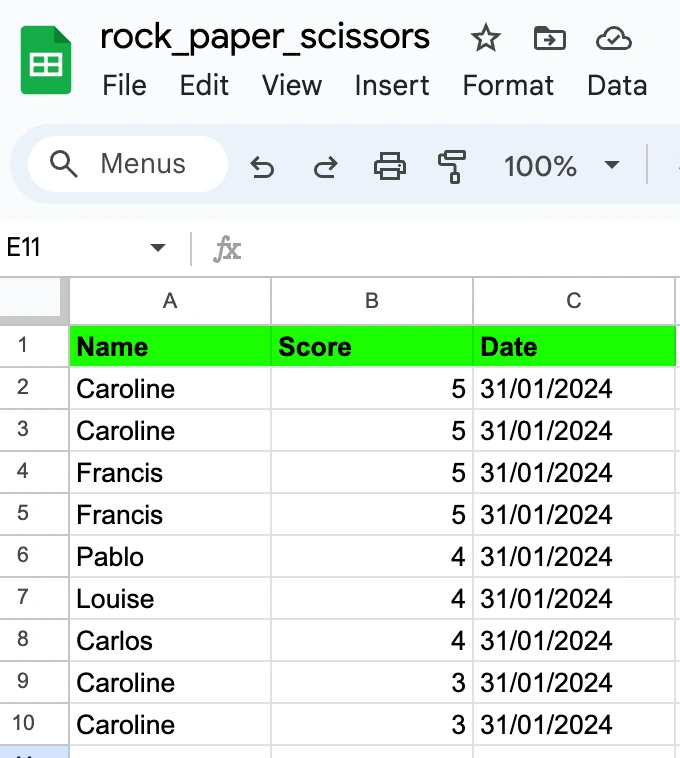 rock_paper_scissors
File Edit View Insert Format Data
Menus 100%
E11 fx
A B C
1 Name Score Date
2 Caroline 5 31/01/2024
3 Caroline 5 31/01/2024
4 Francis 5 31/01/2024
5 Francis 5 31/01/2024
6 Pablo 4 31/01/2024
7 Louise 4 31/01/2024
8 Carlos 4 31/01/2024
9 Caroline 3 31/01/2024
10 Caroline 3 31/01/2024